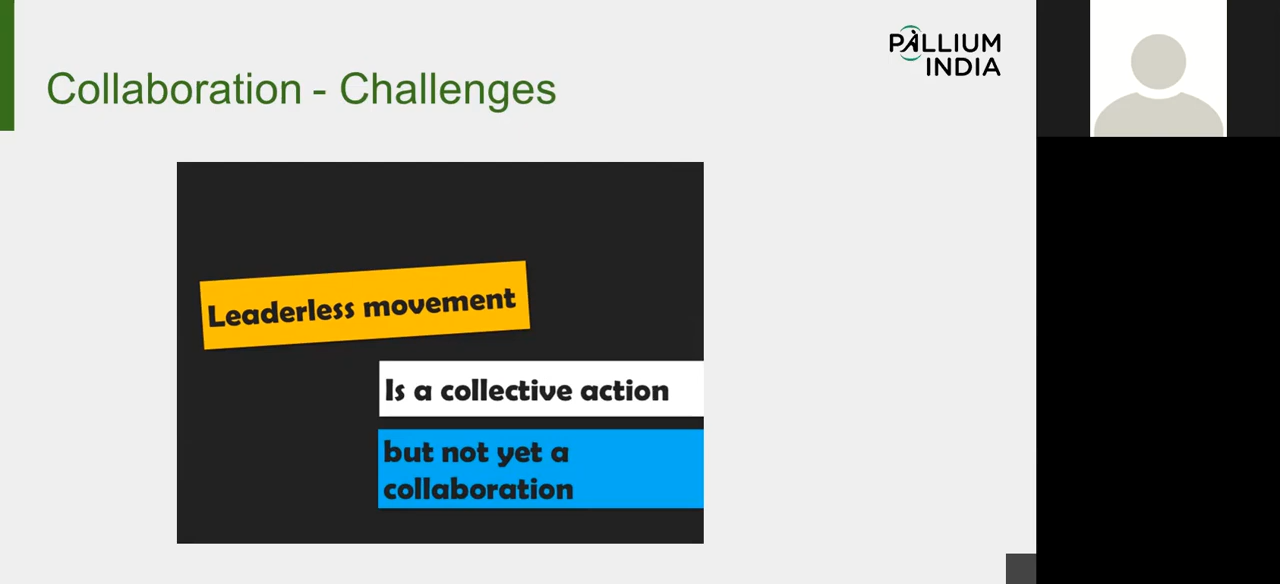 PALLIUM
INDIA
Collaboration - Challenges
Leaderless movement
Is a collective action
but not yet a
collaboration